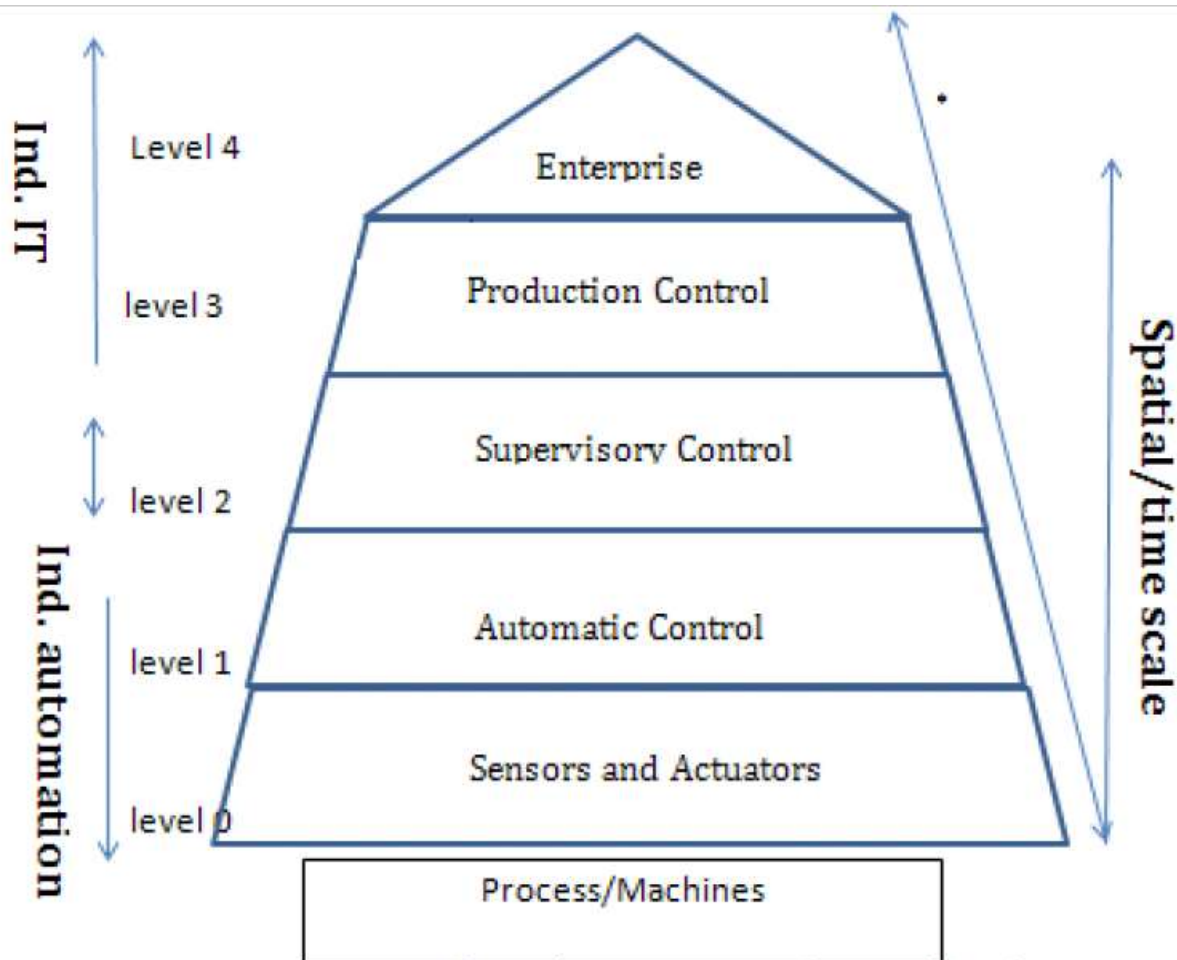 Level 4
Enterprise
Ind. IT
level 3
Production Control
Supervisory Control
level 2
Spatial/time scale
Automatic Control
level 1
Ind. automation
Sensors and Actuators
level 0
Process/Machines